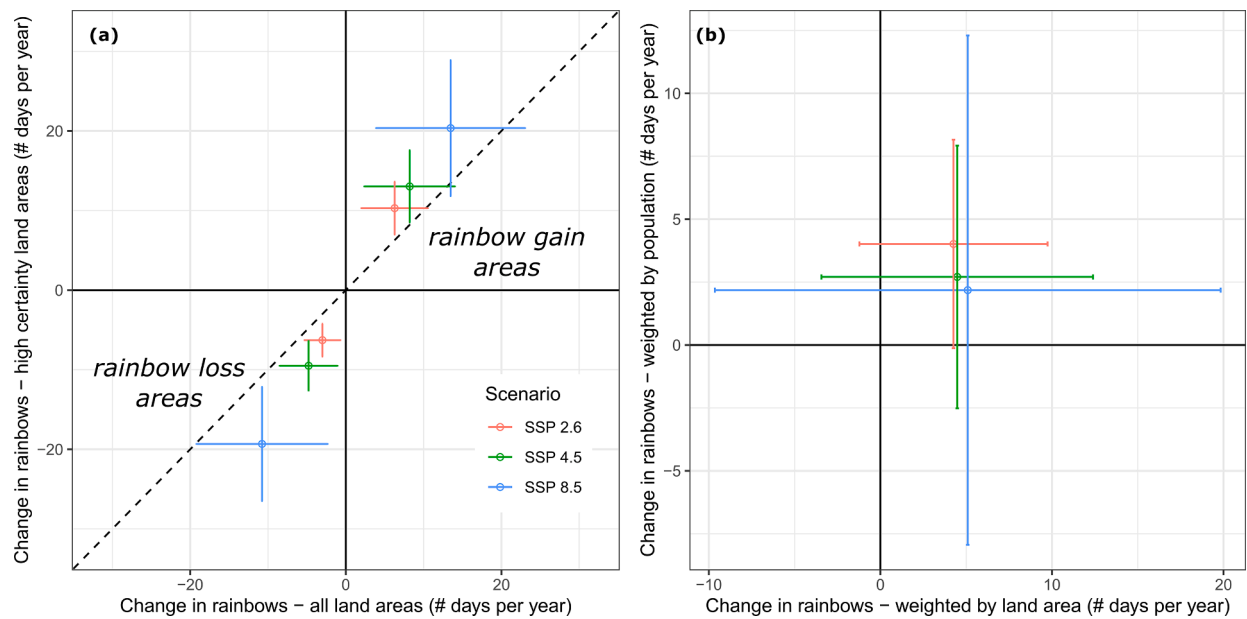 (a)
Change in rainbows − high certainty land areas (# days per year)
20
0
−20
rainbow gain
areas
rainbow loss
areas
Scenario
SSP 2.6
SSP 4.5
SSP 8.5
−20
0
20
Change in rainbows − all land areas (# days per year)
(b)
Change in rainbows − weighted by population (# days per year)
10
5
0
−5
−10
0
10
20
Change in rainbows − weighted by land area (# days per year)